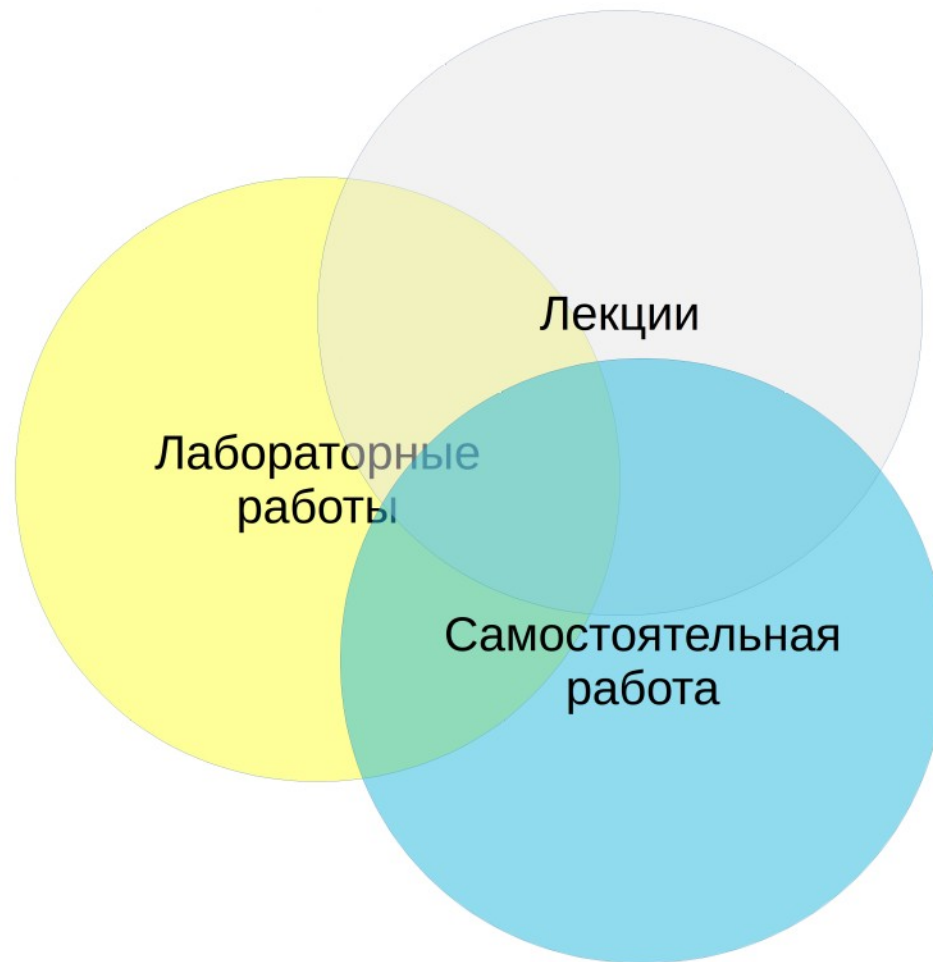 Лекции
Лабораторные
работы
Самостоятельная
работа